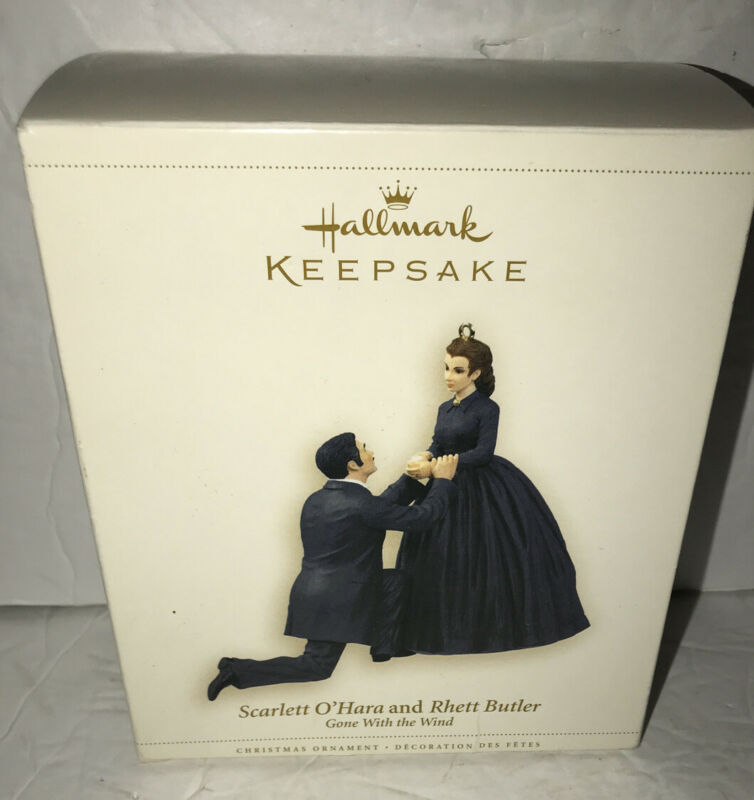 Hallmark
KEEPSAKE
Scarlett O'Hara and Rhett Butler
Gone With the Wind
CHRISTMAS ORNAMENT • DÉCORATION DES FÊTES